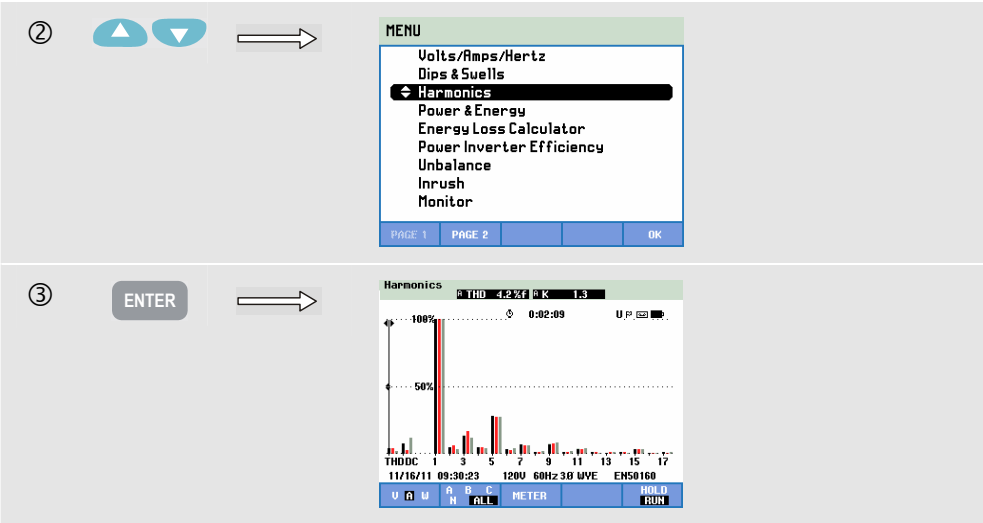 ②
MENU
Volts/Amps/Hertz
Dips & Swells
Harmonics
Power & Energy
Energy Loss Calculator
Power Inverter Efficiency
Unbalance
Inrush
Monitor
PAGE 1 PAGE 2 OK
③
ENTER
Harmonics
A THD 4.2%f A K 1.3
0:02:09 U
100%
50%
THDDC 1 3 5 7 9 11 13 15 17
11/16/11 09:30:23 120V 60Hz 3Ø WYE EN50160
V A W A B C N ALL METER HOLD RUN